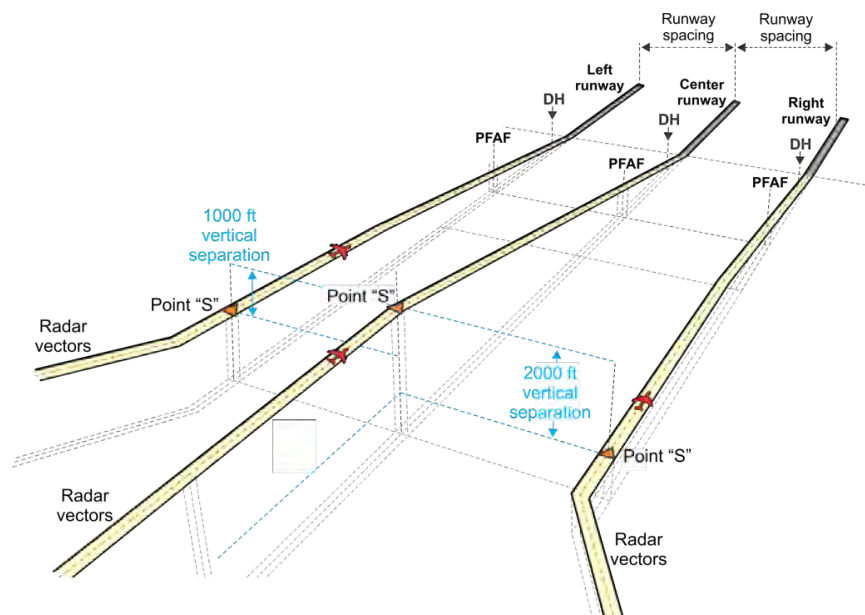 Runway
spacing
Runway
spacing
Left
runway
Center
runway
Right
runway
DH
DH
DH
PFAF
PFAF
PFAF
1000 ft
vertical
separation
Point “S”
Point “S”
Radar
vectors
2000 ft
vertical
separation
Point “S”
Radar
vectors
Radar
vectors